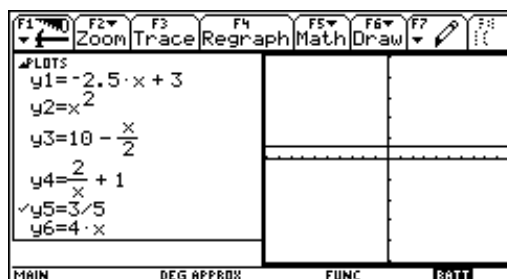 F1 F2 Zoom F3 Trace F4 Regraph F5 Math F6 Draw F7
PLOTS
y1=-2.5·x + 3
y2=x²
y3=10 - x/2
y4=2/x + 1
✓y5=3/5
y6=4·x
MAIN DEG APPROX FUNC BATT